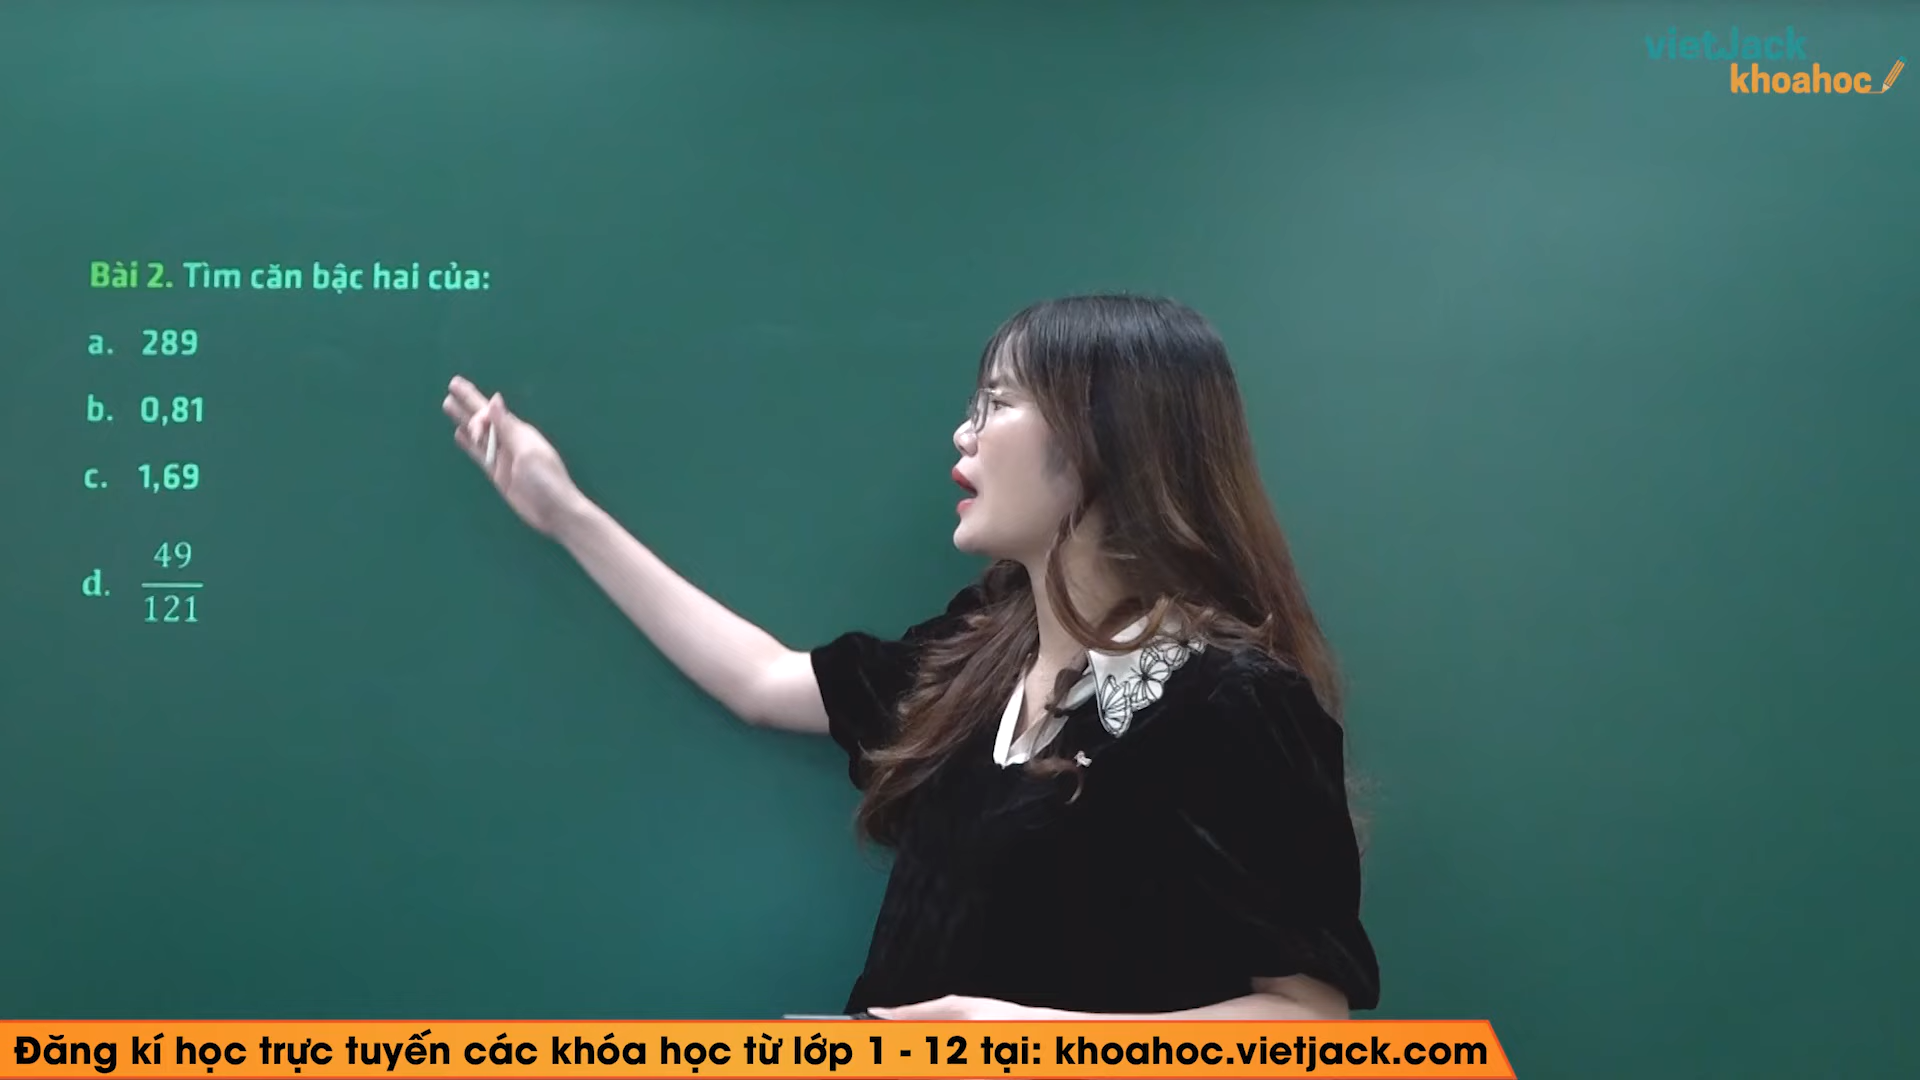 vietJack
khoahoc
Bài 2. Tìm căn bậc hai của:
a. 289
b. 0,81
c. 1,69
d. 49/121
Đăng kí học trực tuyến các khóa học từ lớp 1 - 12 tại: khoahoc.vietjack.com